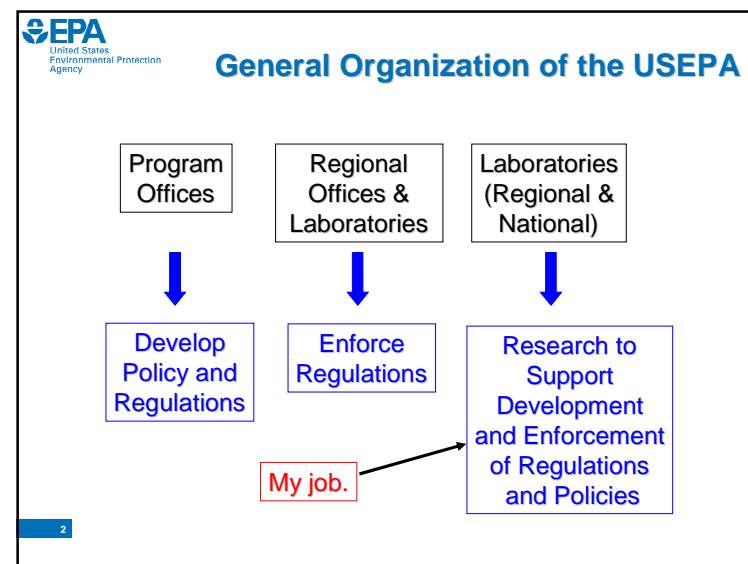 EPA
United States
Environmental Protection
Agency
General Organization of the USEPA
Program
Offices
Regional
Offices &
Laboratories
Laboratories
(Regional &
National)
Develop
Policy and
Regulations
Enforce
Regulations
Research to
Support
Development
and Enforcement
of Regulations
and Policies
My job.
2